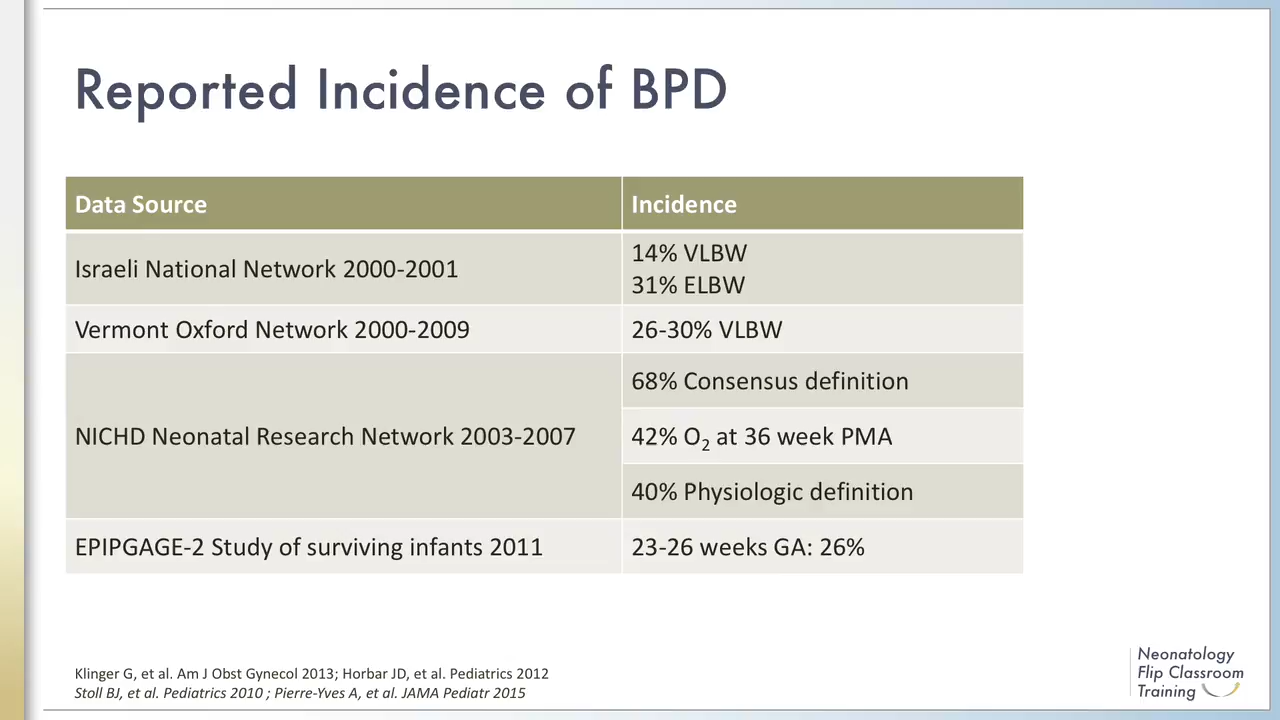 Reported Incidence of BPD
Data Source
Incidence
Israeli National Network 2000-2001
14% VLBW
31% ELBW
Vermont Oxford Network 2000-2009
26-30% VLBW
NICHD Neonatal Research Network 2003-2007
68% Consensus definition
42% O₂ at 36 week PMA
40% Physiologic definition
EPIPGAGE-2 Study of surviving infants 2011
23-26 weeks GA: 26%
Klinger G, et al. Am J Obst Gynecol 2013; Horbar JD, et al. Pediatrics 2012
Stoll BJ, et al. Pediatrics 2010 ; Pierre-Yves A, et al. JAMA Pediatr 2015
Neonatology
Flip Classroom
Training